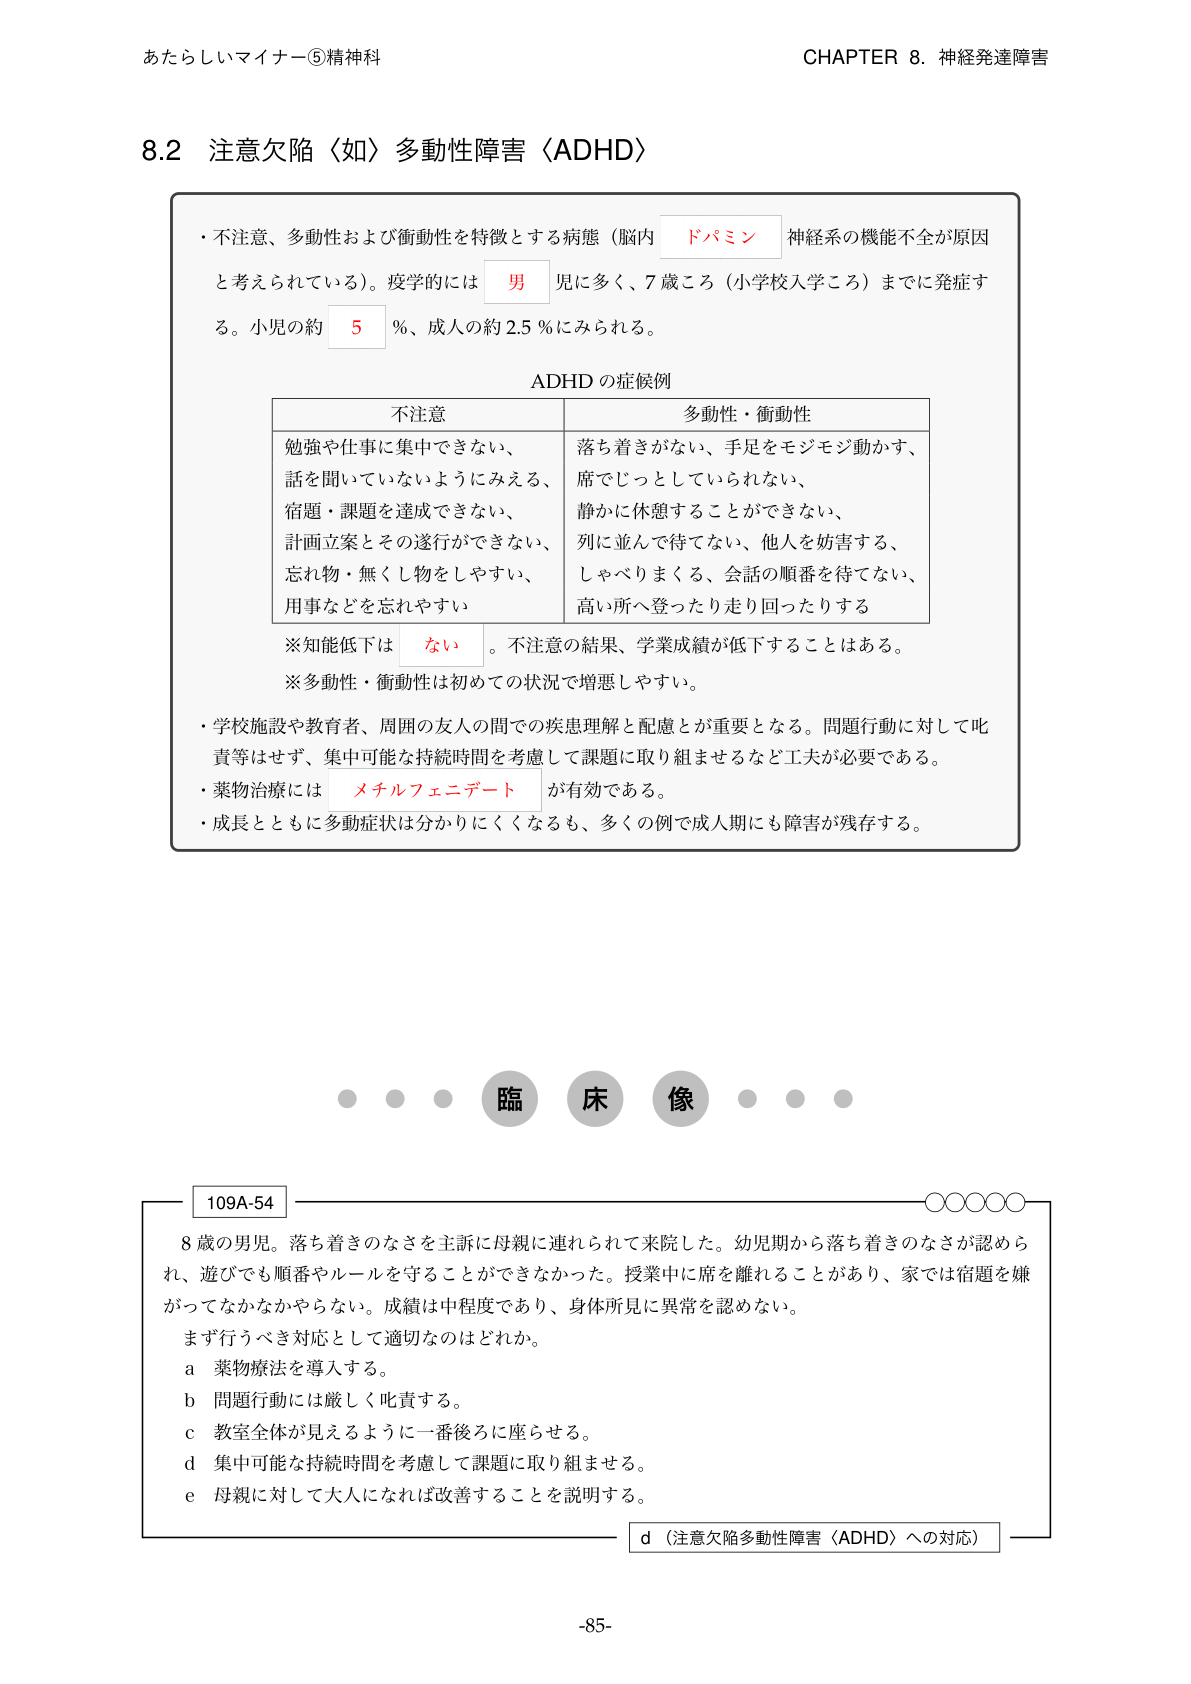 あたらしいマイナー⑤精神科
CHAPTER 8. 神経発達障害
8.2 注意欠陥〈如〉多動性障害〈ADHD〉
・不注意、多動性および衝動性を特徴とする病態（脳内 ドパミン 神経系の機能不全が原因
と考えられている）。疫学的には 男 児に多く、7 歳ころ（小学校入学ころ）までに発症す
る。小児の約 5 %、成人の約 2.5 %にみられる。
ADHD の症候例
不注意 多動性・衝動性
勉強や仕事に集中できない、 落ち着きがない、手足をモジモジ動かす、
話を聞いていないようにみえる、 席でじっとしていられない、
宿題・課題を達成できない、 静かに休憩することができない、
計画立案とその遂行ができない、 列に並んで待てない、他人を妨害する、
忘れ物・無くし物をしやすい、 しゃべりまくる、会話の順番を待てない、
用事などを忘れやすい 高い所へ登ったり走り回ったりする
※知能低下は ない 。不注意の結果、学業成績が低下することはある。
※多動性・衝動性は初めての状況で増悪しやすい。
・学校施設や教育者、周囲の友人の間での疾患理解と配慮とが重要となる。問題行動に対して叱
責等はせず、集中可能な持続時間を考慮して課題に取り組ませるなど工夫が必要である。
・薬物治療には メチルフェニデート が有効である。
・成長とともに多動症状は分かりにくくなるも、多くの例で成人期にも障害が残存する。
臨床像
109A-54
8 歳の男児。落ち着きのなさを主訴に母親に連れられて来院した。幼児期から落ち着きのなさが認めら
れ、遊びでも順番やルールを守ることができなかった。授業中に席を離れることがあり、家では宿題を嫌
がってなかなかやらない。成績は中程度であり、身体所見に異常を認めない。
まず行うべき対応として適切なのはどれか。
a 薬物療法を導入する。
b 問題行動には厳しく叱責する。
c 教室全体が見えるように一番後ろに座らせる。
d 集中可能な持続時間を考慮して課題に取り組ませる。
e 母親に対して大人になれば改善することを説明する。
d（注意欠陥多動性障害〈ADHD〉への対応）
-85-